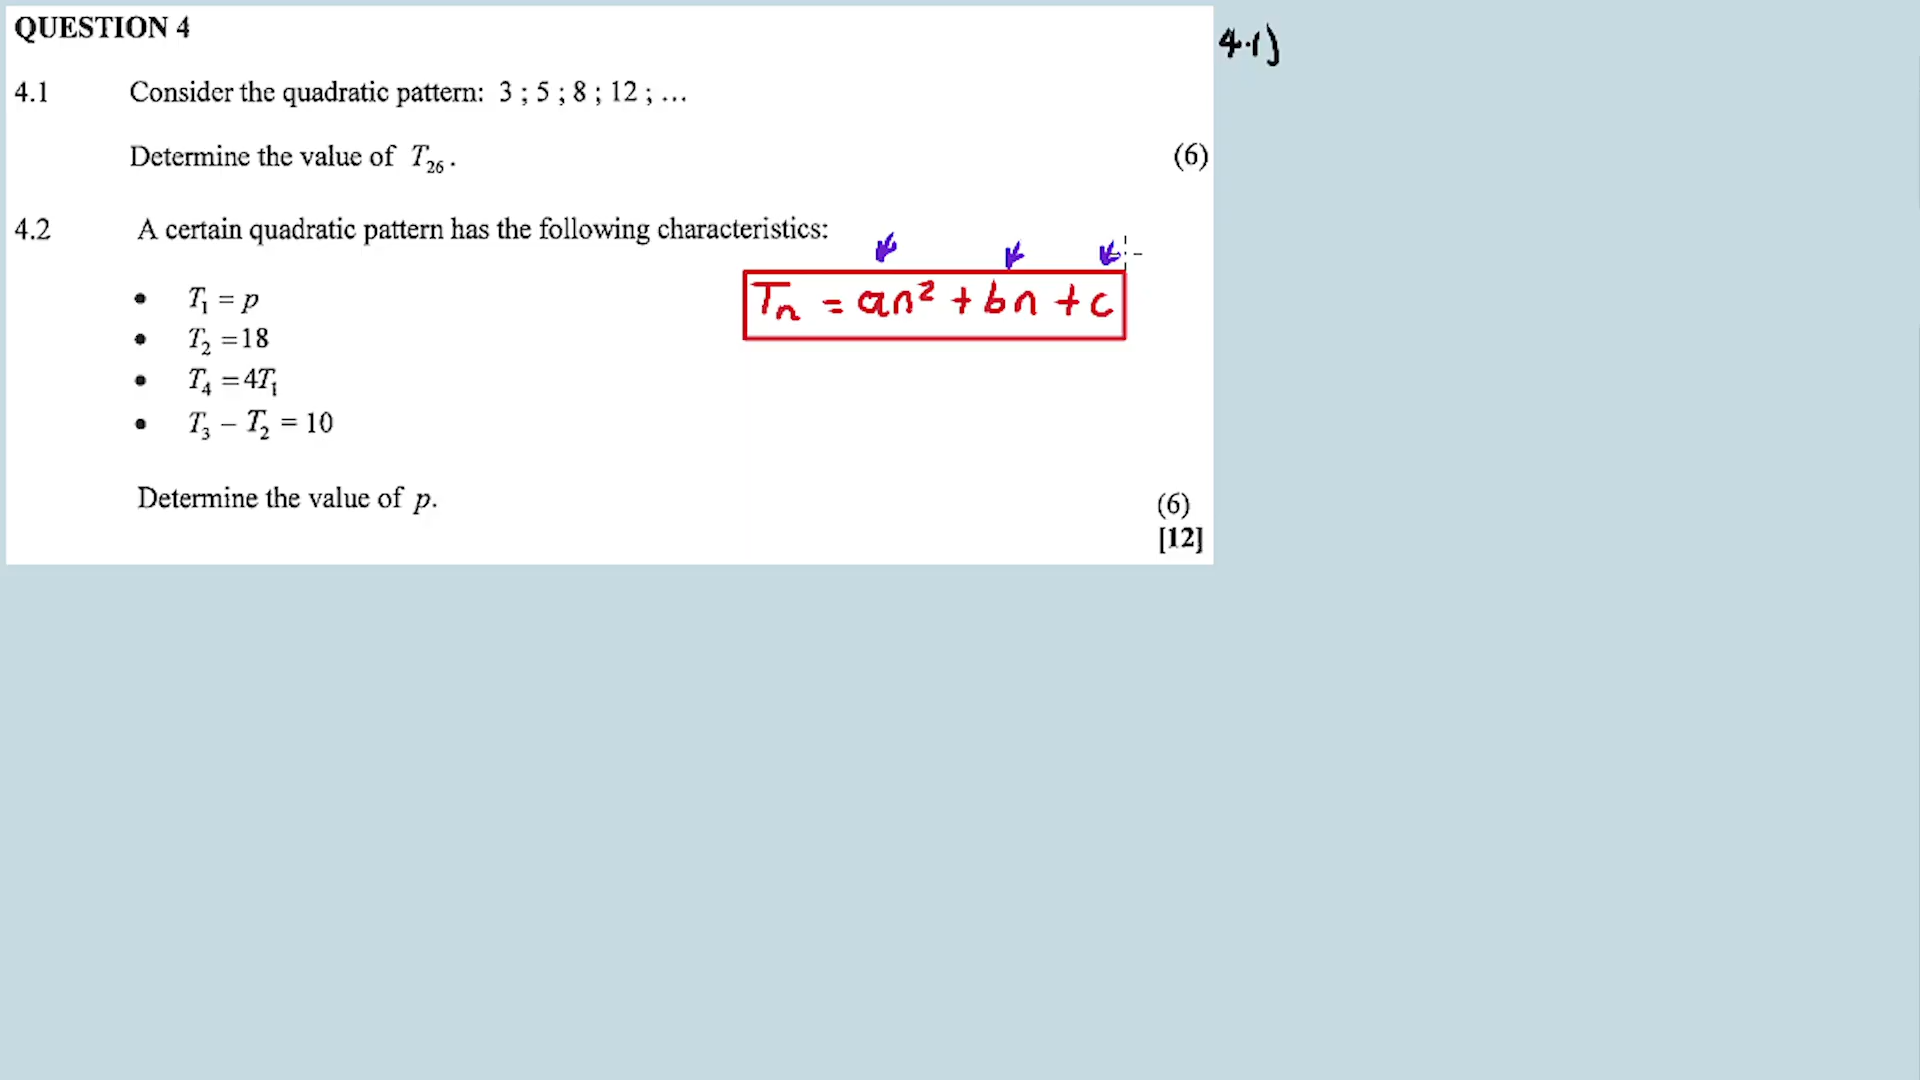 QUESTION 4
4.1)
4.1 Consider the quadratic pattern: 3 ; 5 ; 8 ; 12 ; …
Determine the value of T₂₆ . (6)
4.2 A certain quadratic pattern has the following characteristics:
• T₁ = p
Tₙ = an² + bn + c
• T₂ =18
• T₄ =4T₁
• T₃ – T₂ = 10
Determine the value of p. (6)
[12]